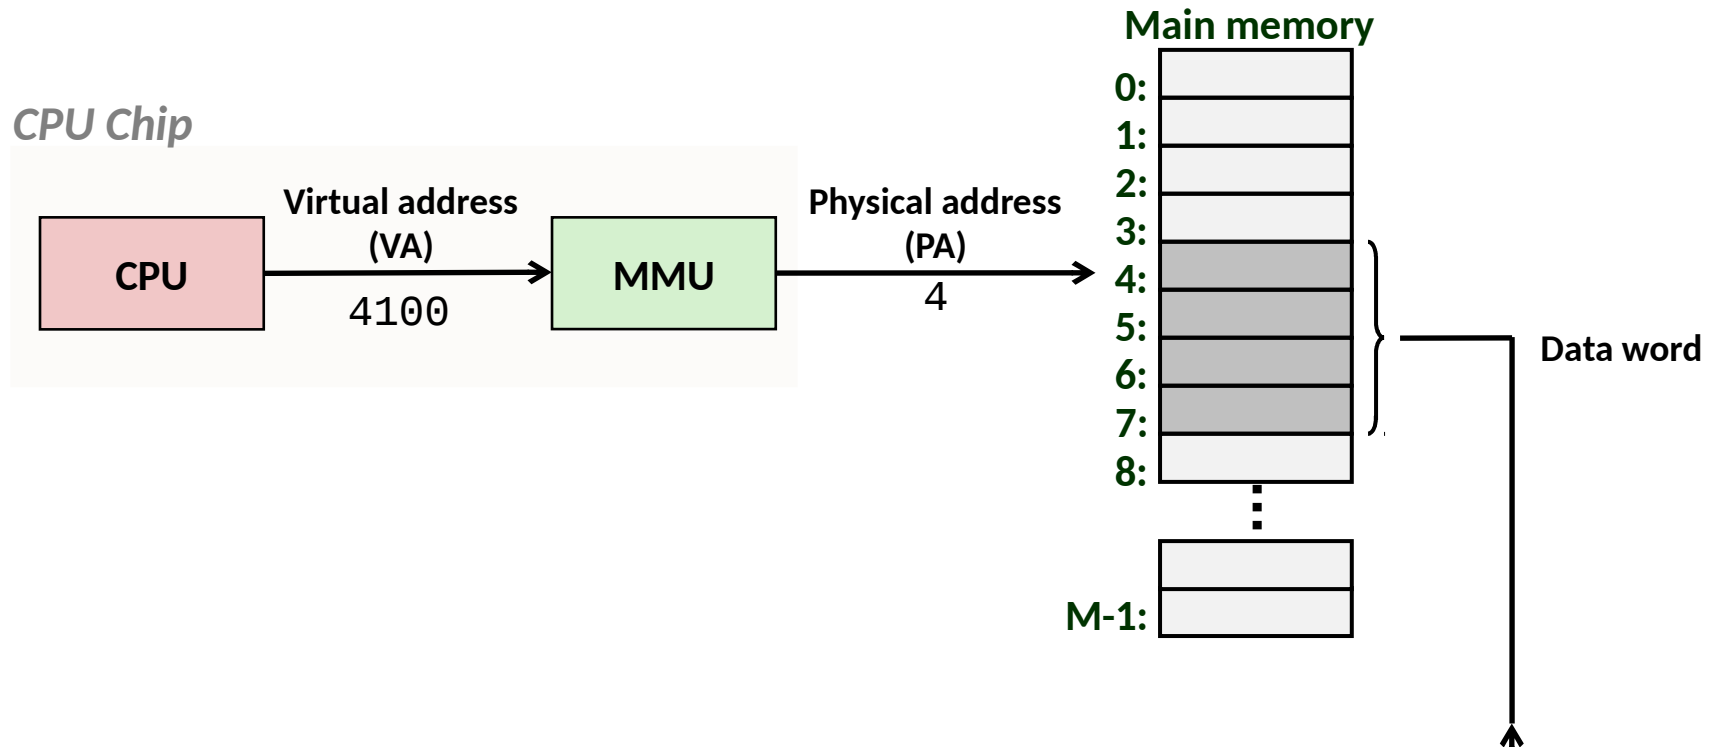 Main memory
CPU Chip
Virtual address
(VA)
Physical address
(PA)
CPU
MMU
4100
4
0:
1:
2:
3:
4:
5:
6:
7:
8:
M-1:
Data word